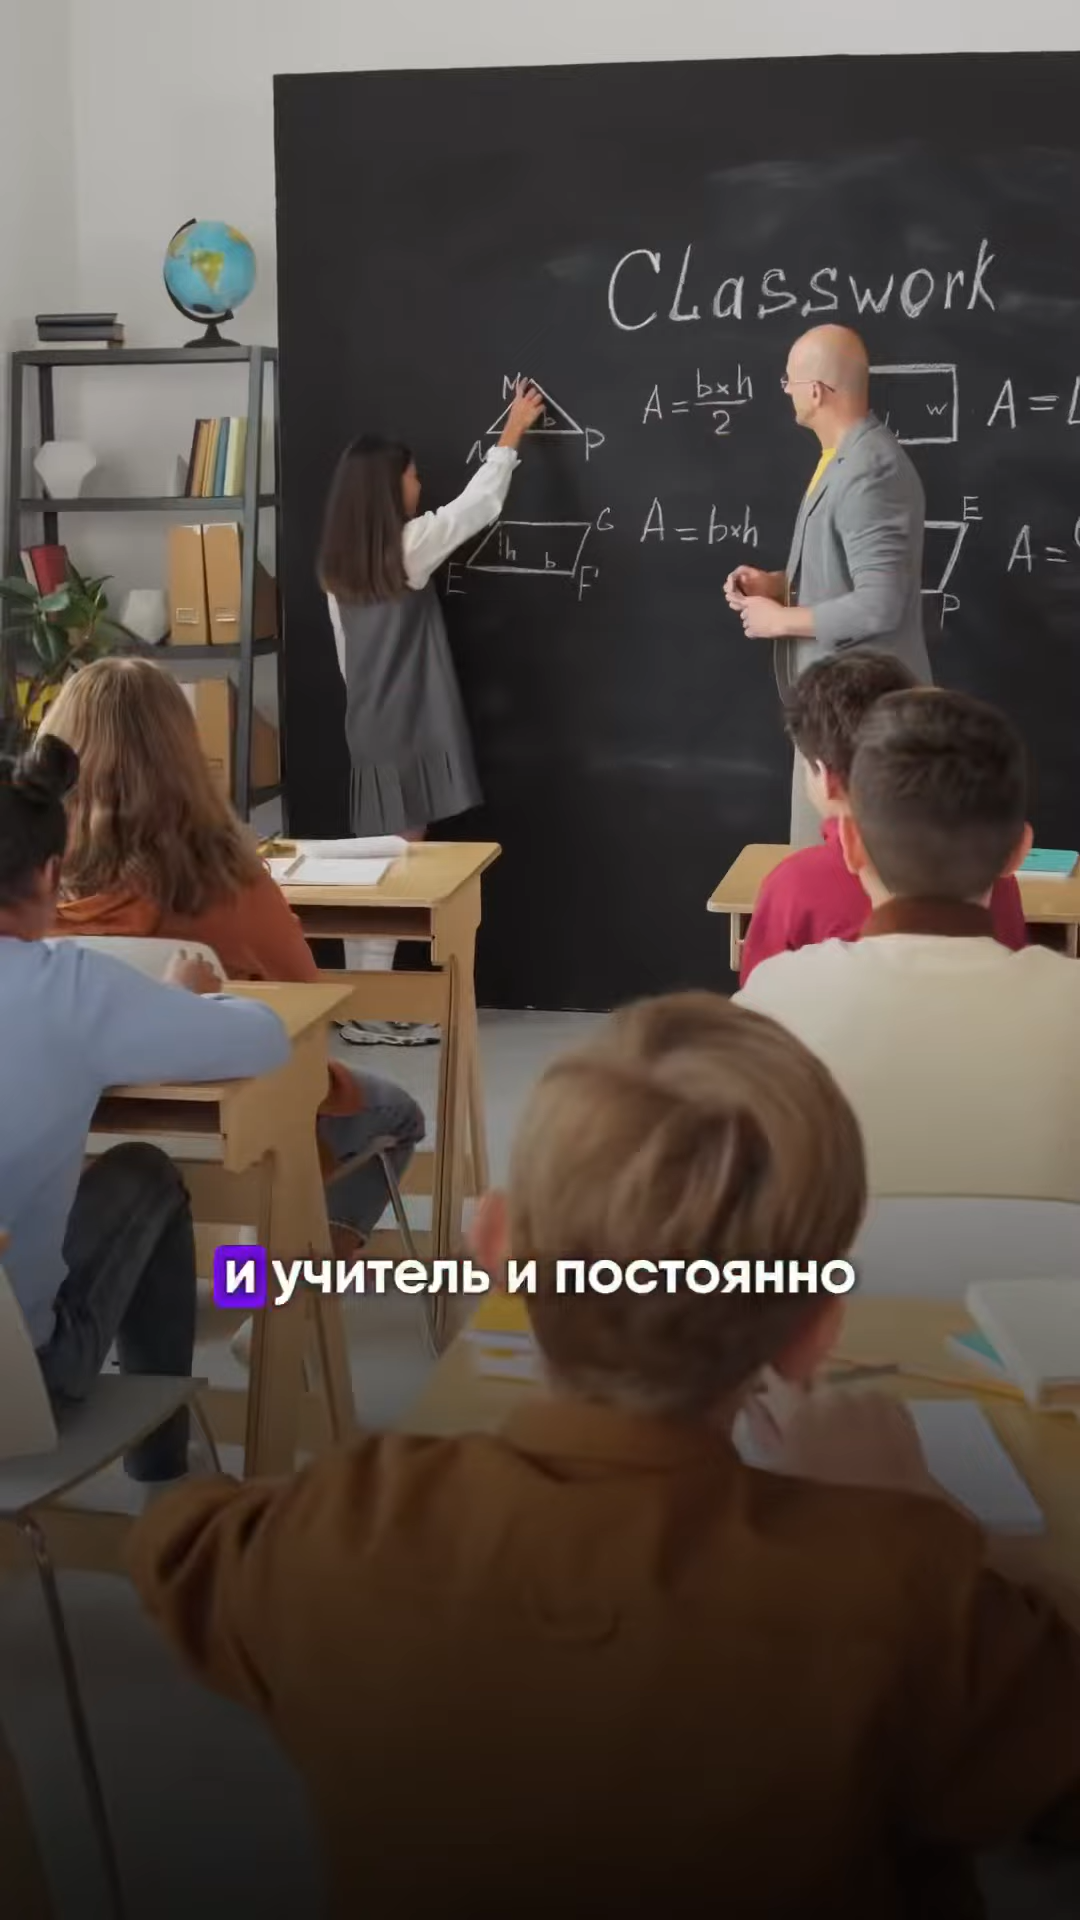 Classwork
M
A = b×h/2
w
A = L
N
b
P
G
A = b×h
E
h
b
A =
E
F
P
и учитель и постоянно